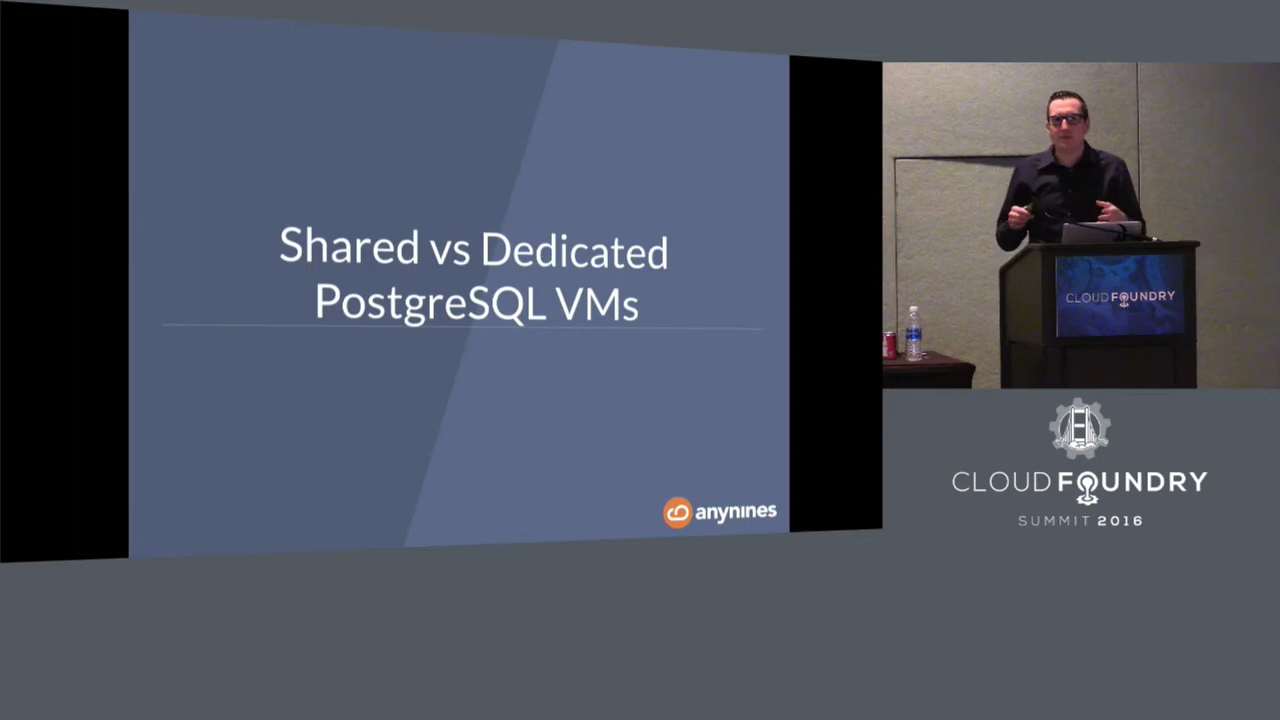 Shared vs Dedicated
PostgreSQL VMs
anynines
CLOUD FOUNDRY
CLOUD FOUNDRY
SUMMIT 2016